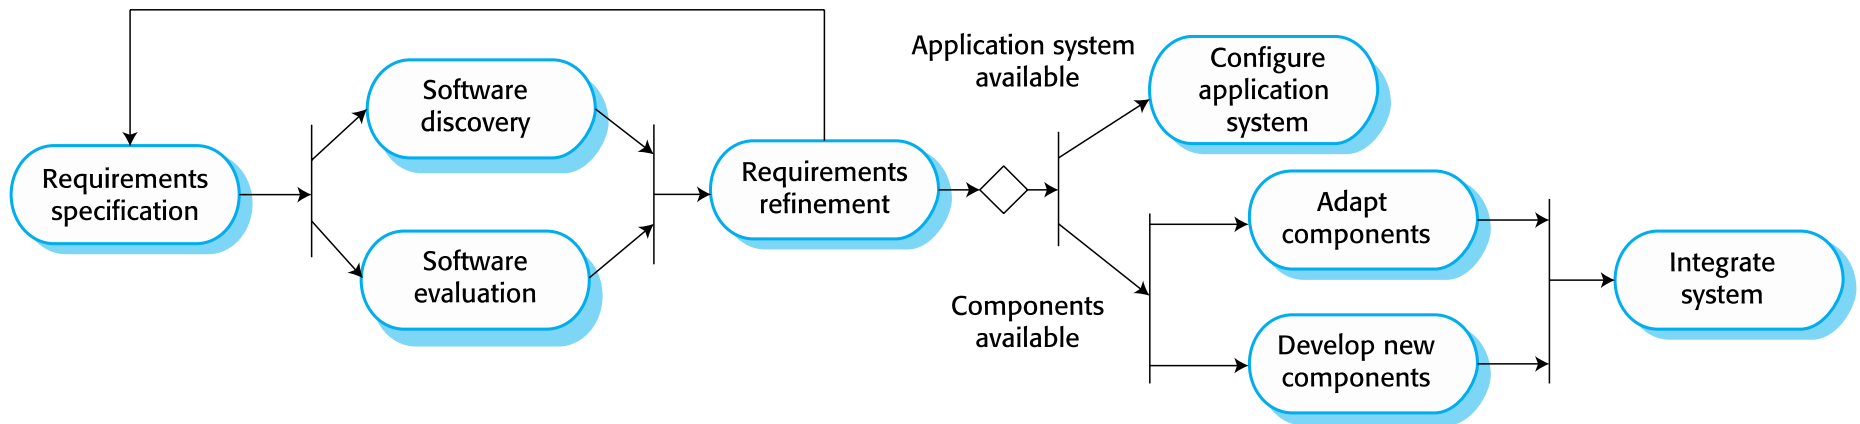 Requirements
specification
Software
discovery
Software
evaluation
Requirements
refinement
Application system
available
Configure
application
system
Components
available
Adapt
components
Develop new
components
Integrate
system